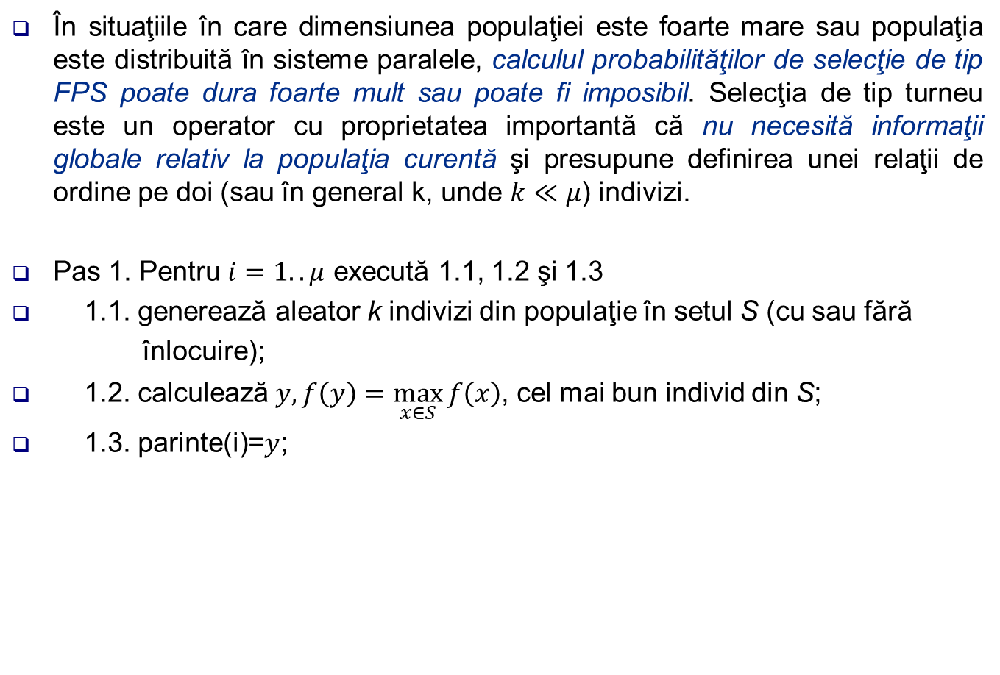 În situaţiile în care dimensiunea populaţiei este foarte mare sau populaţia
este distribuită în sisteme paralele, calculul probabilităţilor de selecţie de tip
FPS poate dura foarte mult sau poate fi imposibil. Selecţia de tip turneu
este un operator cu proprietatea importantă că nu necesită informaţii
globale relativ la populaţia curentă şi presupune definirea unei relaţii de
ordine pe doi (sau în general k, unde 𝑘 ≪ 𝜇) indivizi.
Pas 1. Pentru 𝑖 = 1..𝜇 execută 1.1, 1.2 şi 1.3
1.1. generează aleator k indivizi din populaţie în setul S (cu sau fără
înlocuire);
1.2. calculează 𝑦, 𝑓(𝑦) = max 𝑓(𝑥), cel mai bun individ din S;
𝑥∈𝑆
1.3. parinte(i)=𝑦;